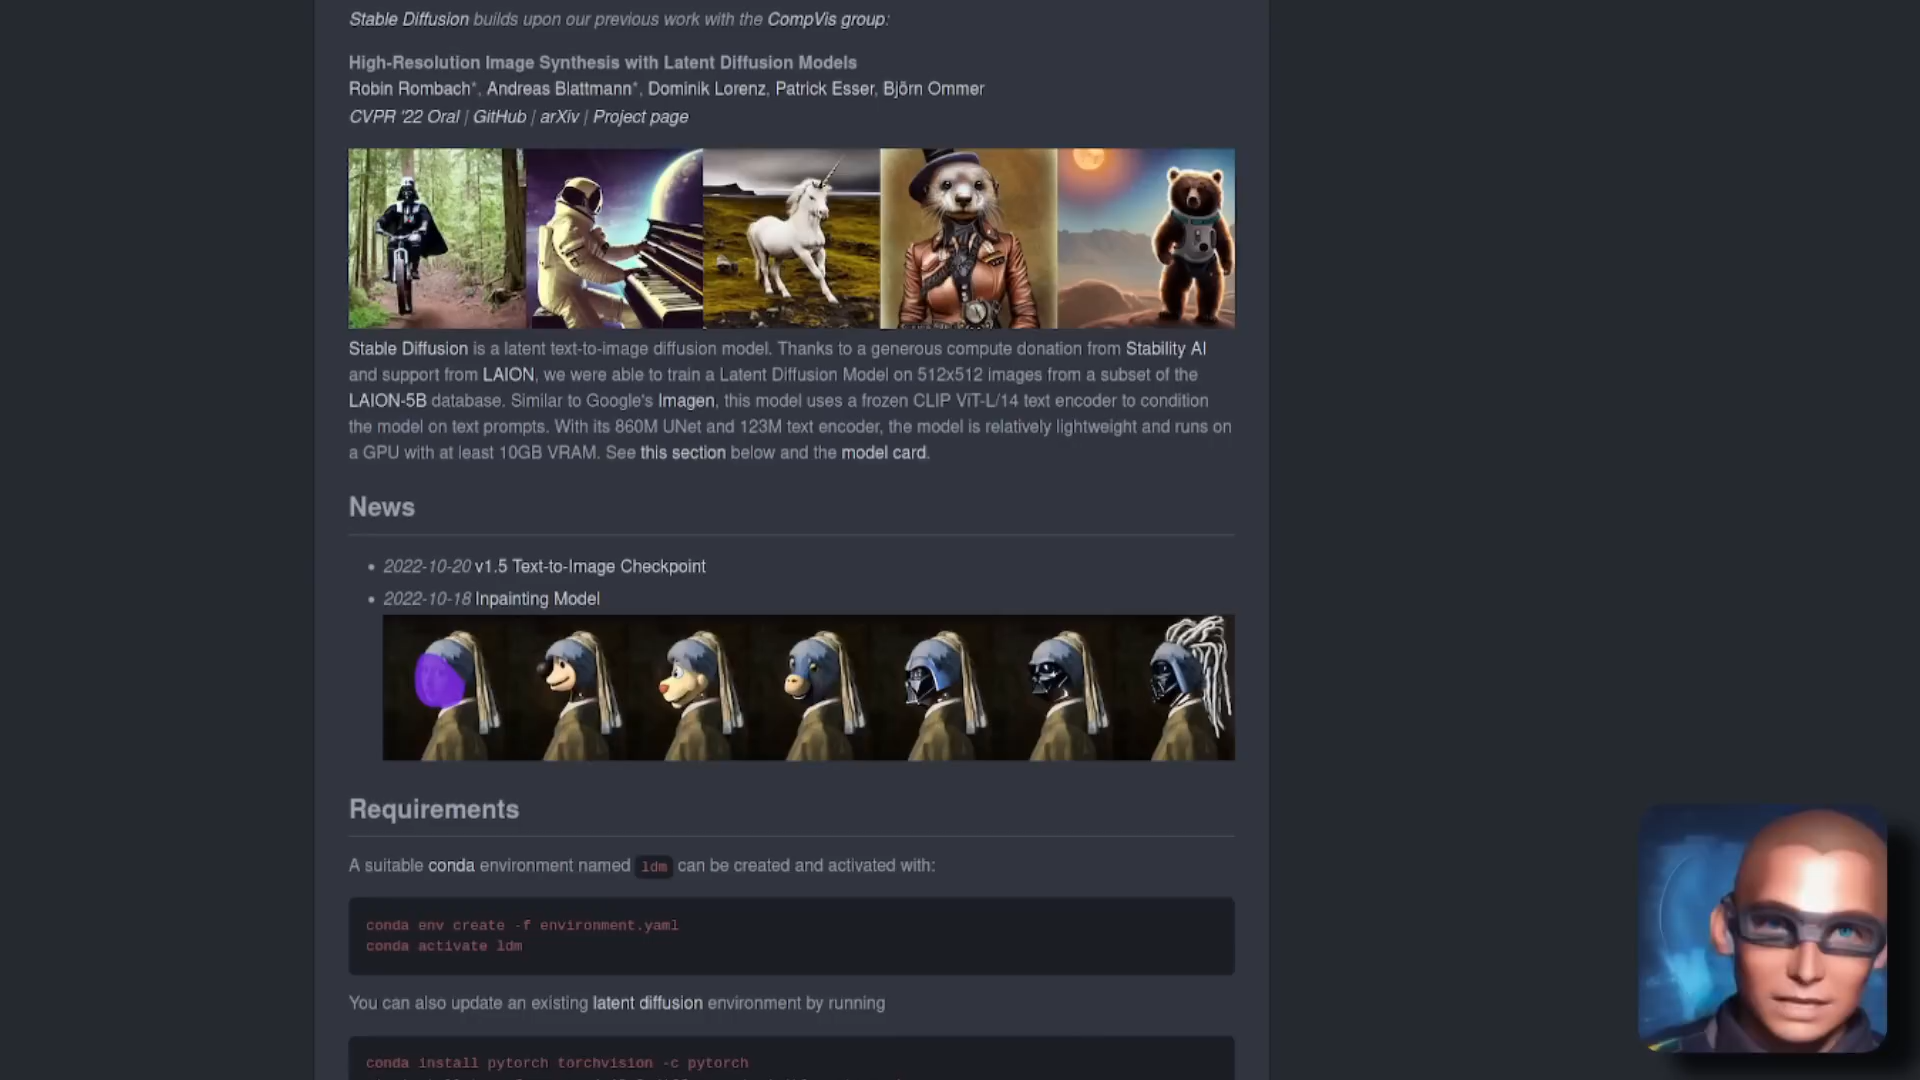 Stable Diffusion builds upon our previous work with the CompVis group:
High-Resolution Image Synthesis with Latent Diffusion Models
Robin Rombach*, Andreas Blattmann*, Dominik Lorenz, Patrick Esser, Björn Ommer
CVPR '22 Oral | GitHub | arXiv | Project page
Stable Diffusion is a latent text-to-image diffusion model. Thanks to a generous compute donation from Stability AI
and support from LAION, we were able to train a Latent Diffusion Model on 512x512 images from a subset of the
LAION-5B database. Similar to Google's Imagen, this model uses a frozen CLIP ViT-L/14 text encoder to condition
the model on text prompts. With its 860M UNet and 123M text encoder, the model is relatively lightweight and runs on
a GPU with at least 10GB VRAM. See this section below and the model card.
News
• 2022-10-20 v1.5 Text-to-Image Checkpoint
• 2022-10-18 Inpainting Model
Requirements
A suitable conda environment named ldm can be created and activated with:
conda env create -f environment.yaml
conda activate ldm
You can also update an existing latent diffusion environment by running
conda install pytorch torchvision -c pytorch